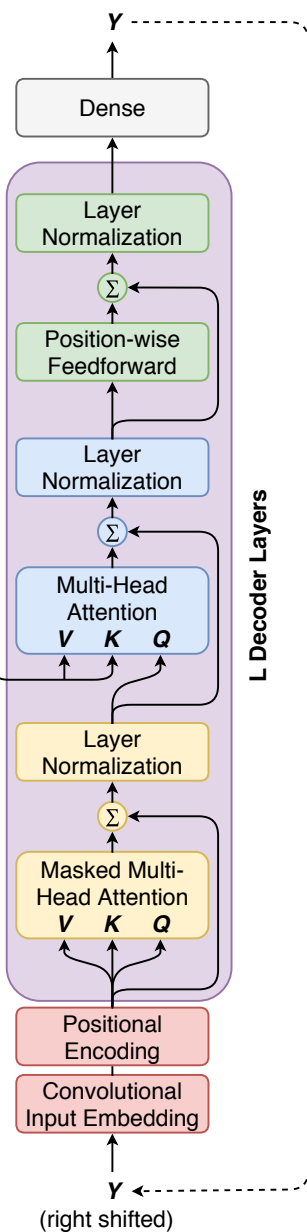 Y
Dense
Layer
Normalization
Σ
Position-wise
Feedforward
Layer
Normalization
Σ
Multi-Head
Attention
V K Q
L Decoder Layers
Layer
Normalization
Σ
Masked Multi-
Head Attention
V K Q
Positional
Encoding
Convolutional
Input Embedding
Y
(right shifted)